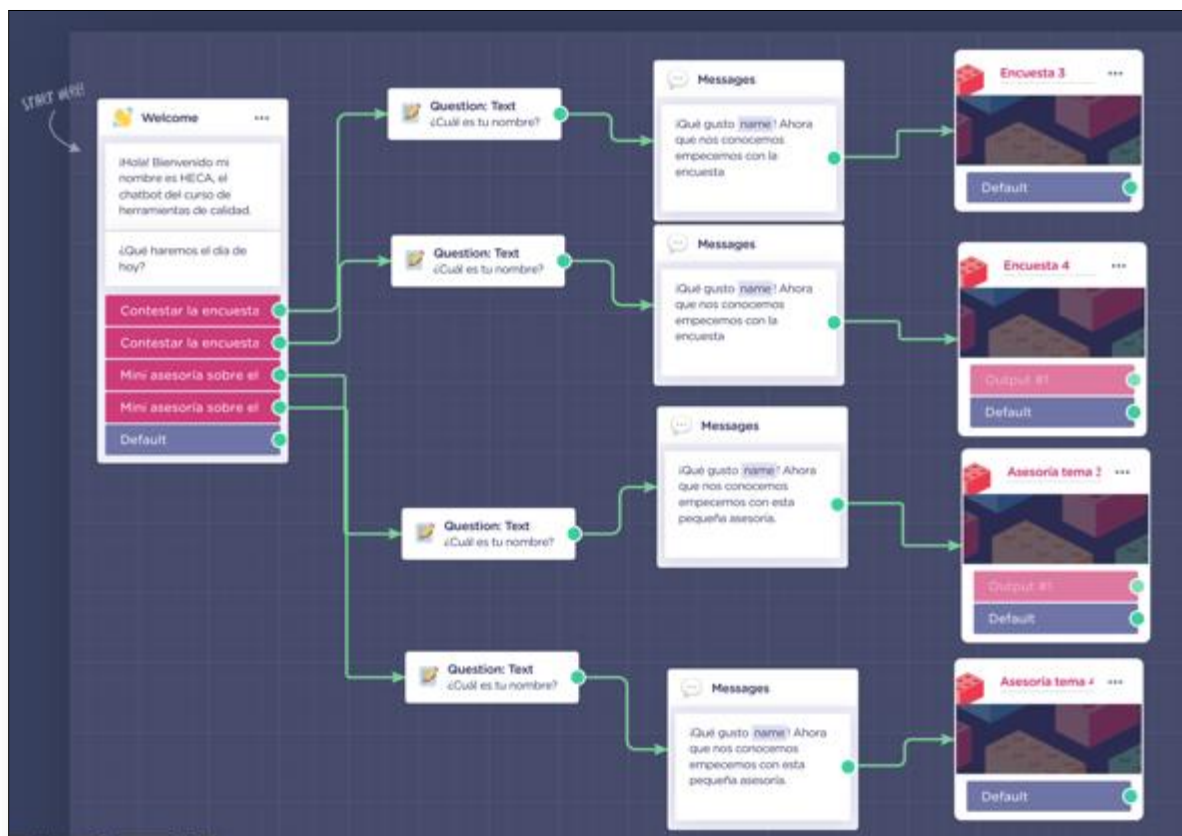 START HERE!
Welcome
¡Hola! Bienvenido mi
nombre es HECA, el
chatbot del curso de
herramientas de calidad.
¿Qué haremos el día de
hoy?
Contestar la encuesta
Contestar la encuesta
Mini asesoría sobre el
Mini asesoría sobre el
Default
Question: Text
¿Cuál es tu nombre?
Messages
¡Qué gusto name! Ahora
que nos conocemos
empecemos con la
encuesta
Encuesta 3
Default
Question: Text
¿Cuál es tu nombre?
Messages
¡Qué gusto name! Ahora
que nos conocemos
empecemos con la
encuesta
Encuesta 4
Output #1
Default
Question: Text
¿Cuál es tu nombre?
Messages
¡Qué gusto name! Ahora
que nos conocemos
empecemos con esta
pequeña asesoría.
Asesoría tema
Output #1
Default
Question: Text
¿Cuál es tu nombre?
Messages
¡Qué gusto name! Ahora
que nos conocemos
empecemos con esta
pequeña asesoría.
Asesoría tema
Default